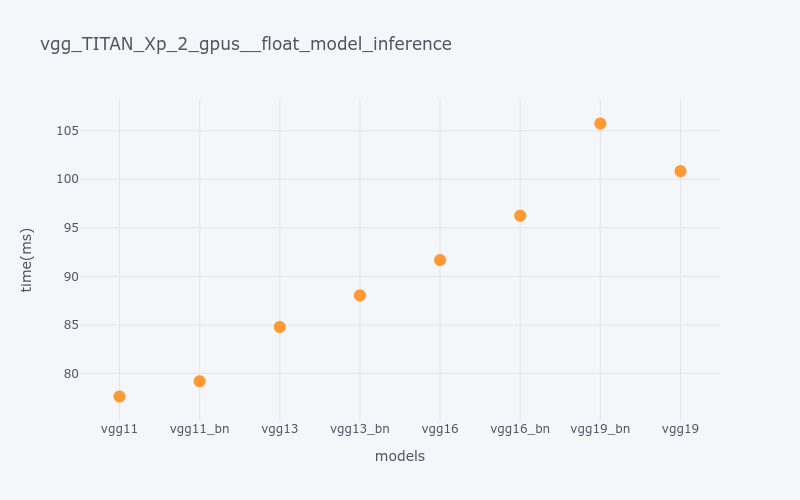 vgg_TITAN_Xp_2_gpus__float_model_inference
105
100
95
90
85
80
time(ms)
vgg11 vgg11_bn vgg13 vgg13_bn vgg16 vgg16_bn vgg19_bn vgg19
models